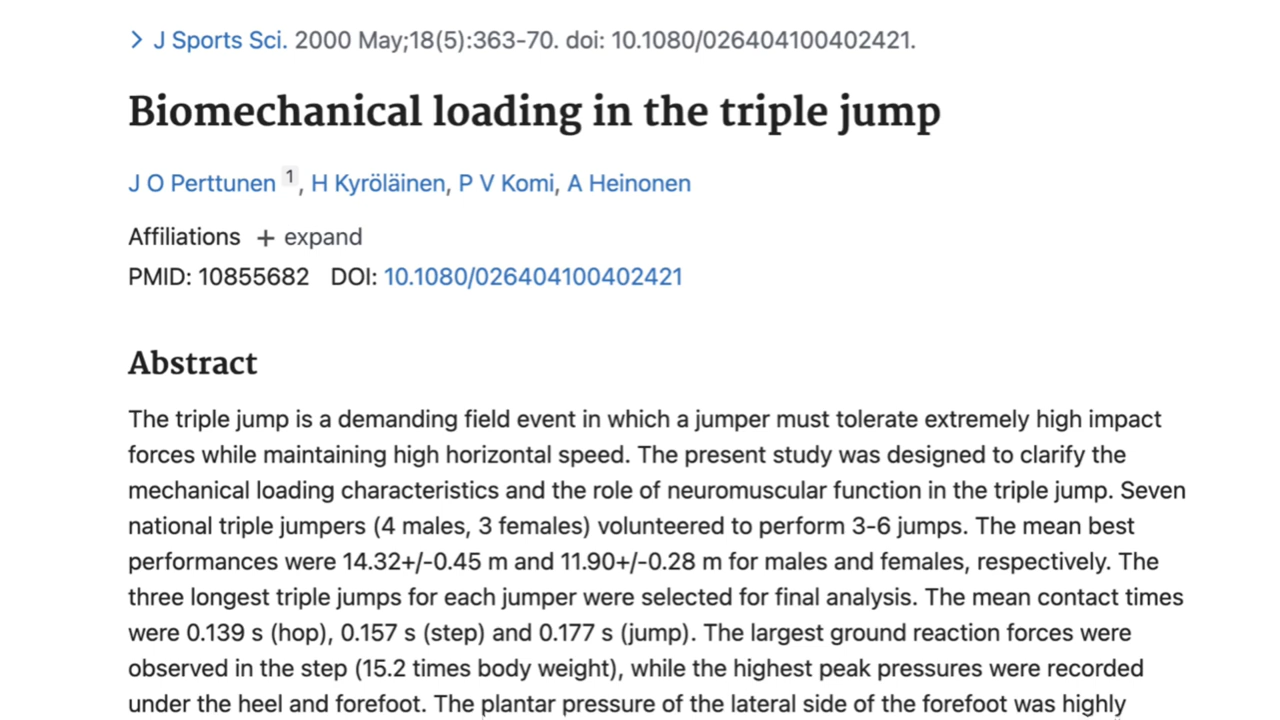 > J Sports Sci. 2000 May;18(5):363-70. doi: 10.1080/026404100402421.
Biomechanical loading in the triple jump
J O Perttunen 1, H Kyröläinen, P V Komi, A Heinonen
Affiliations + expand
PMID: 10855682 DOI: 10.1080/026404100402421
Abstract
The triple jump is a demanding field event in which a jumper must tolerate extremely high impact
forces while maintaining high horizontal speed. The present study was designed to clarify the
mechanical loading characteristics and the role of neuromuscular function in the triple jump. Seven
national triple jumpers (4 males, 3 females) volunteered to perform 3-6 jumps. The mean best
performances were 14.32+/-0.45 m and 11.90+/-0.28 m for males and females, respectively. The
three longest triple jumps for each jumper were selected for final analysis. The mean contact times
were 0.139 s (hop), 0.157 s (step) and 0.177 s (jump). The largest ground reaction forces were
observed in the step (15.2 times body weight), while the highest peak pressures were recorded
under the heel and forefoot. The plantar pressure of the lateral side of the forefoot was highly